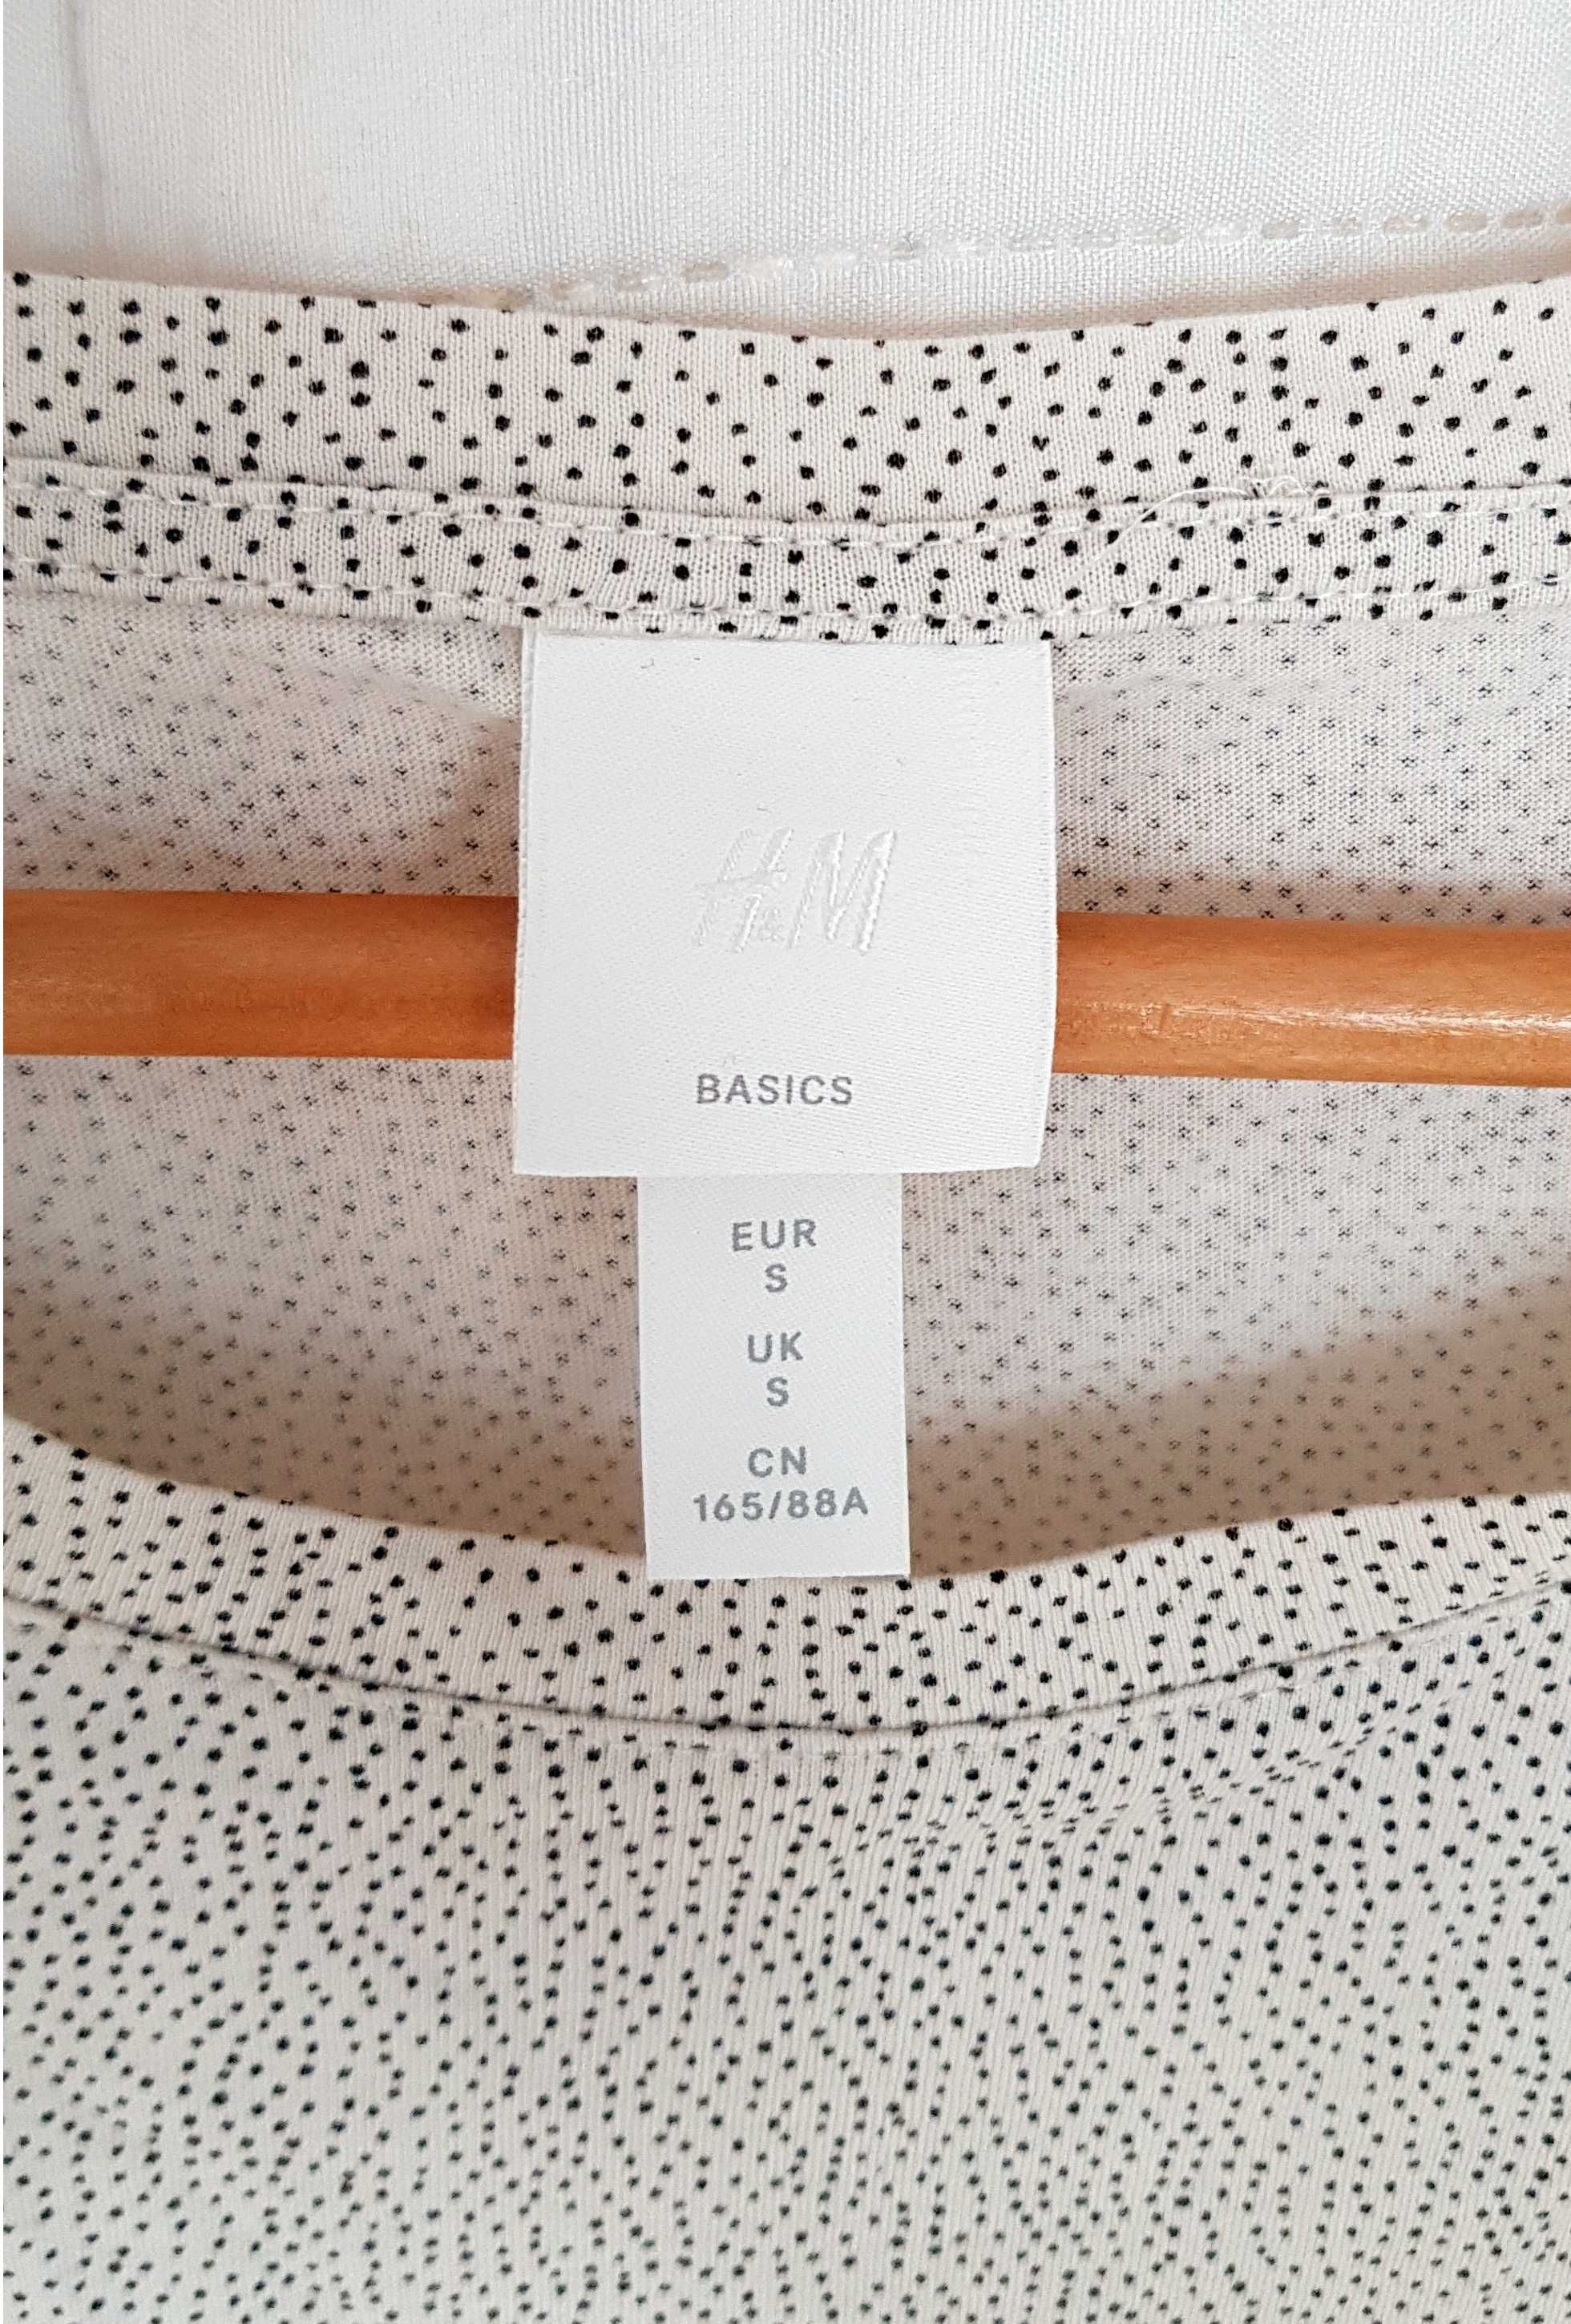 H&M
BASICS
EUR
S
UK
S
CN
165/88A